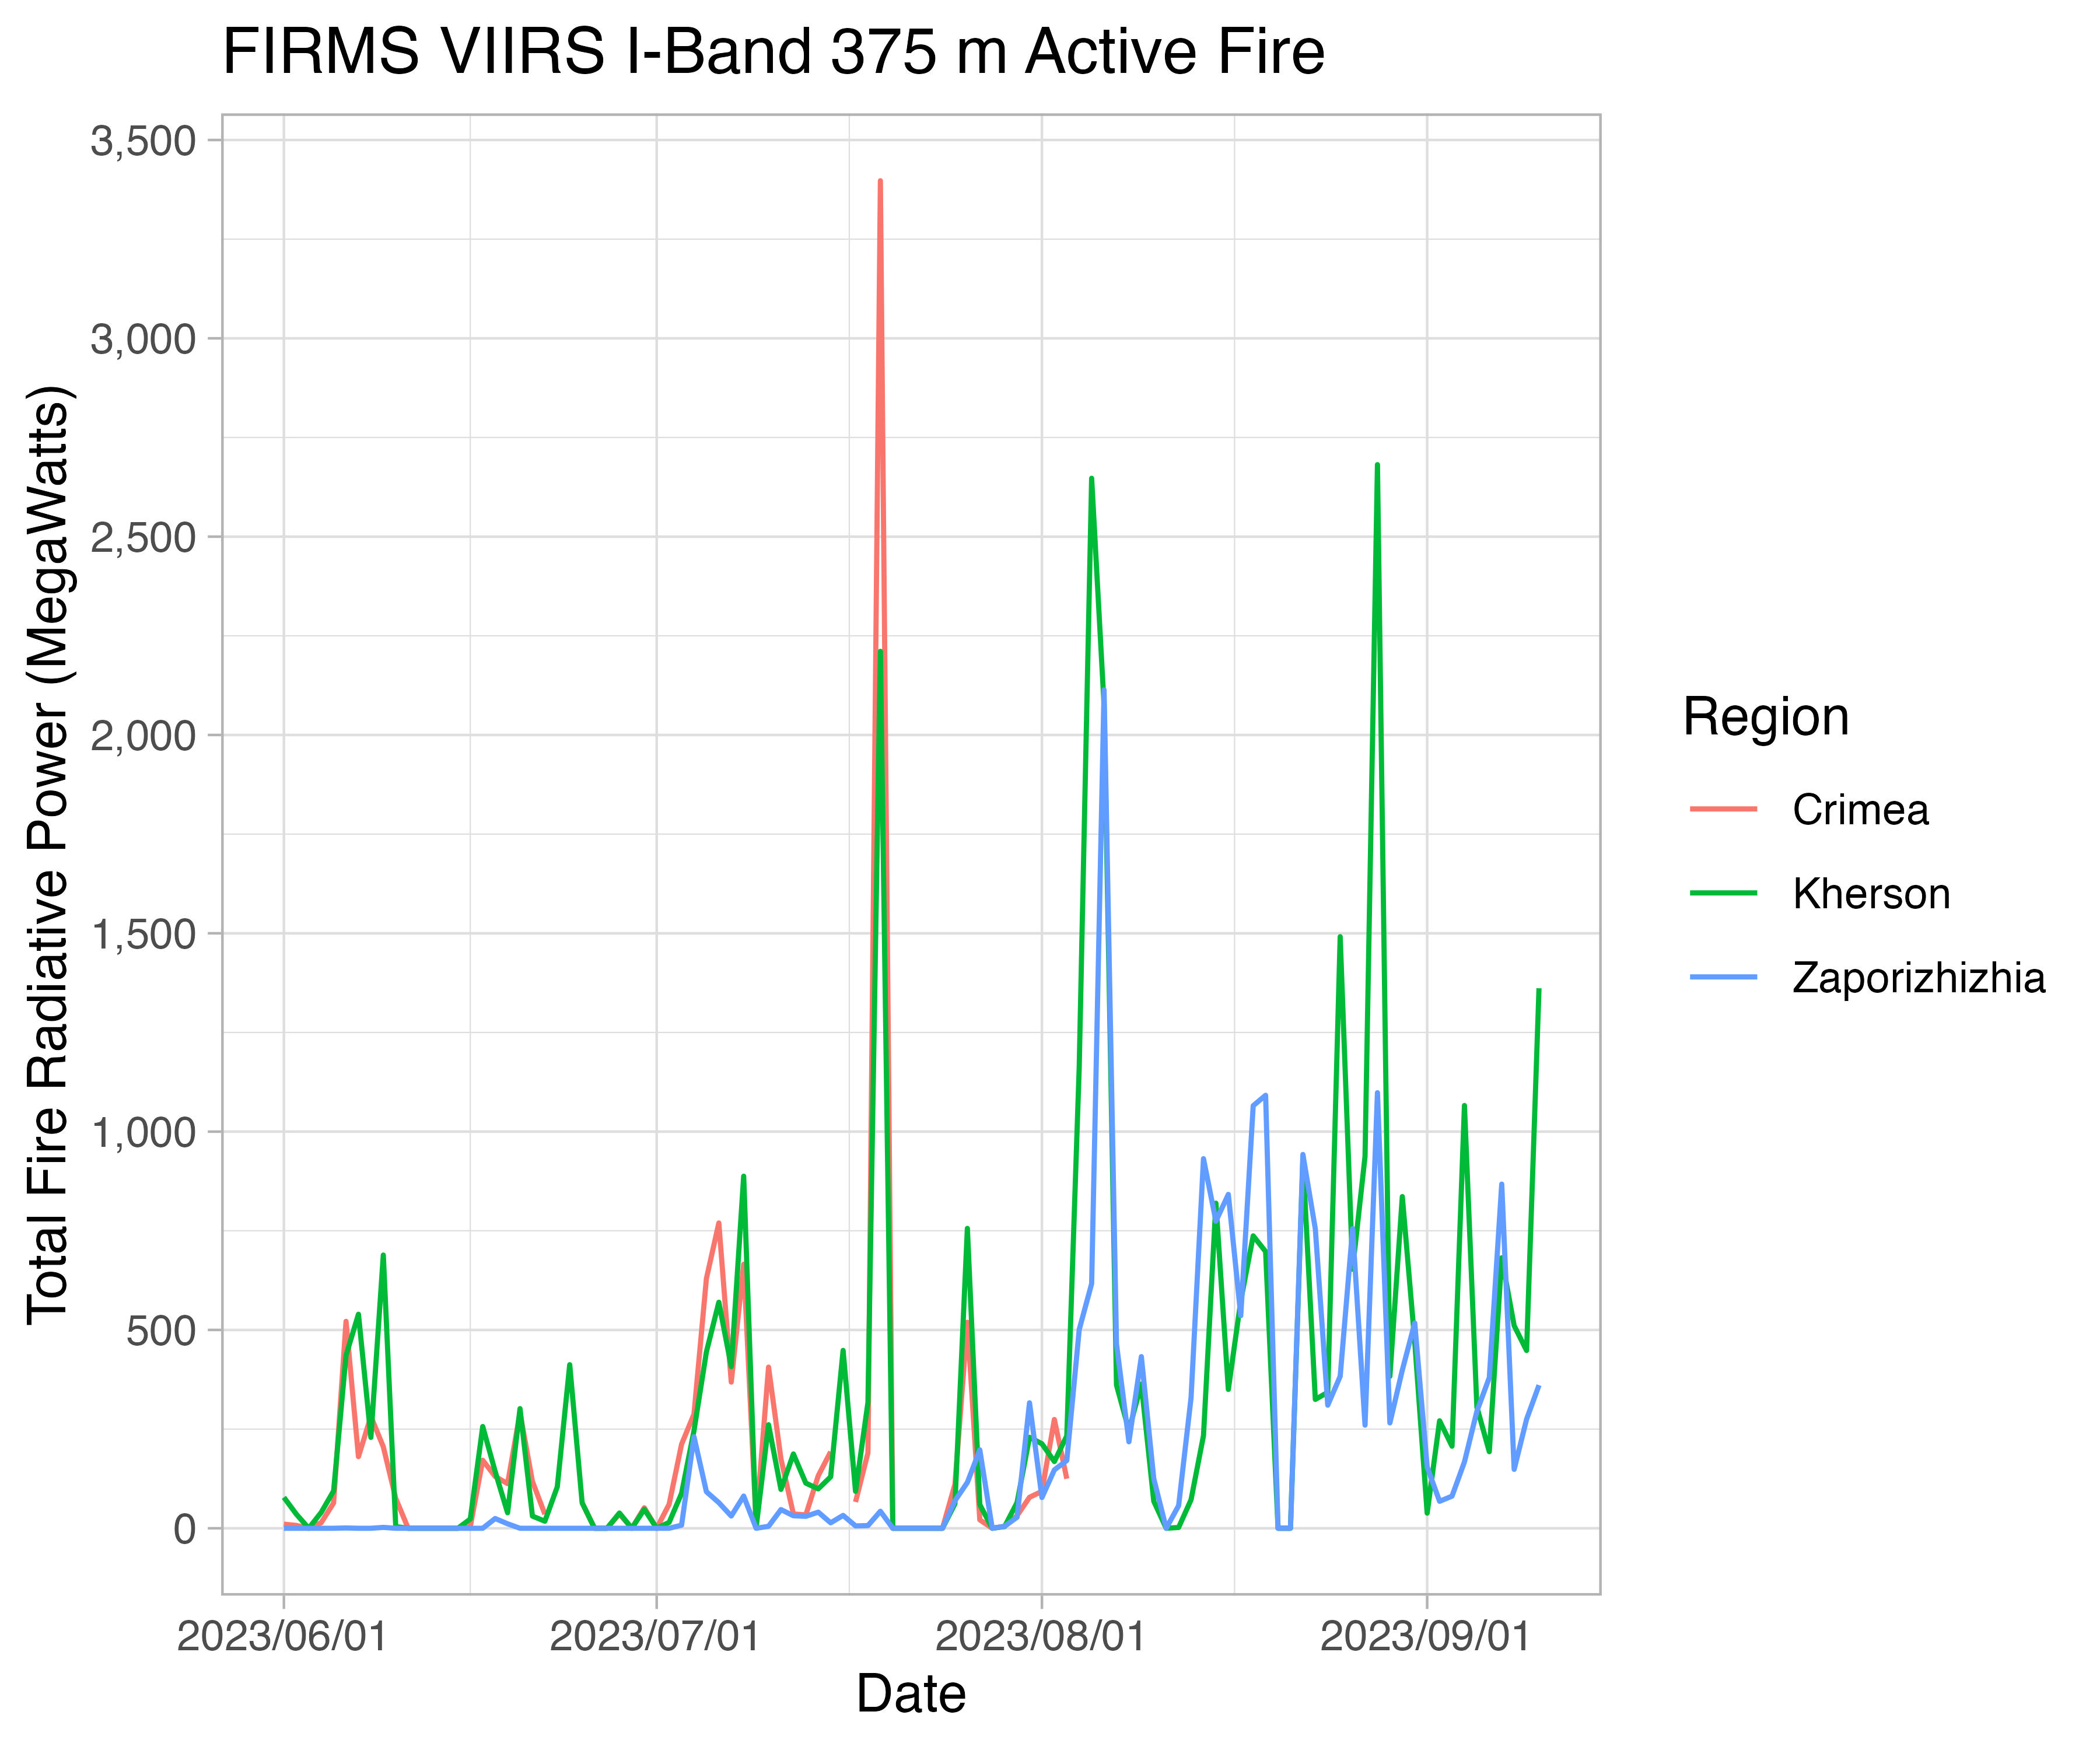 FIRMS VIIRS I-Band 375 m Active Fire
Total Fire Radiative Power (MegaWatts)
3,500
3,000
2,500
2,000
1,500
1,000
500
0
2023/06/01
2023/07/01
2023/08/01
2023/09/01
Date
Region
Crimea
Kherson
Zaporizhizhia